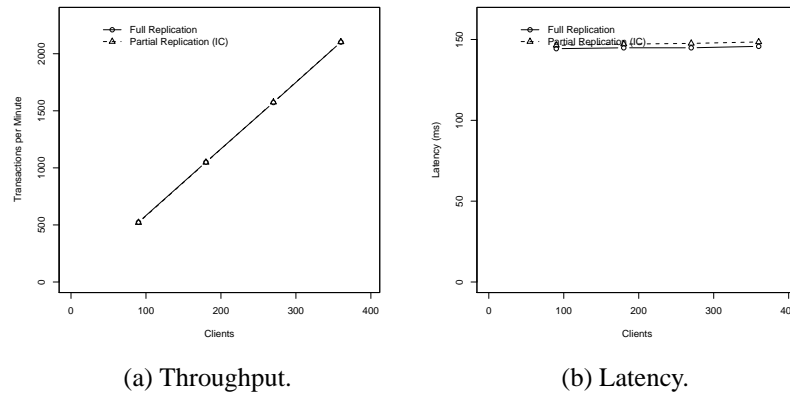 Full Replication
Partial Replication (IC)
Transactions per Minute
2000
1500
1000
500
0
0 100 200 300 400
Clients
(a) Throughput.
Full Replication
Partial Replication (IC)
Latency (ms)
150
100
50
0
0 100 200 300 400
Clients
(b) Latency.